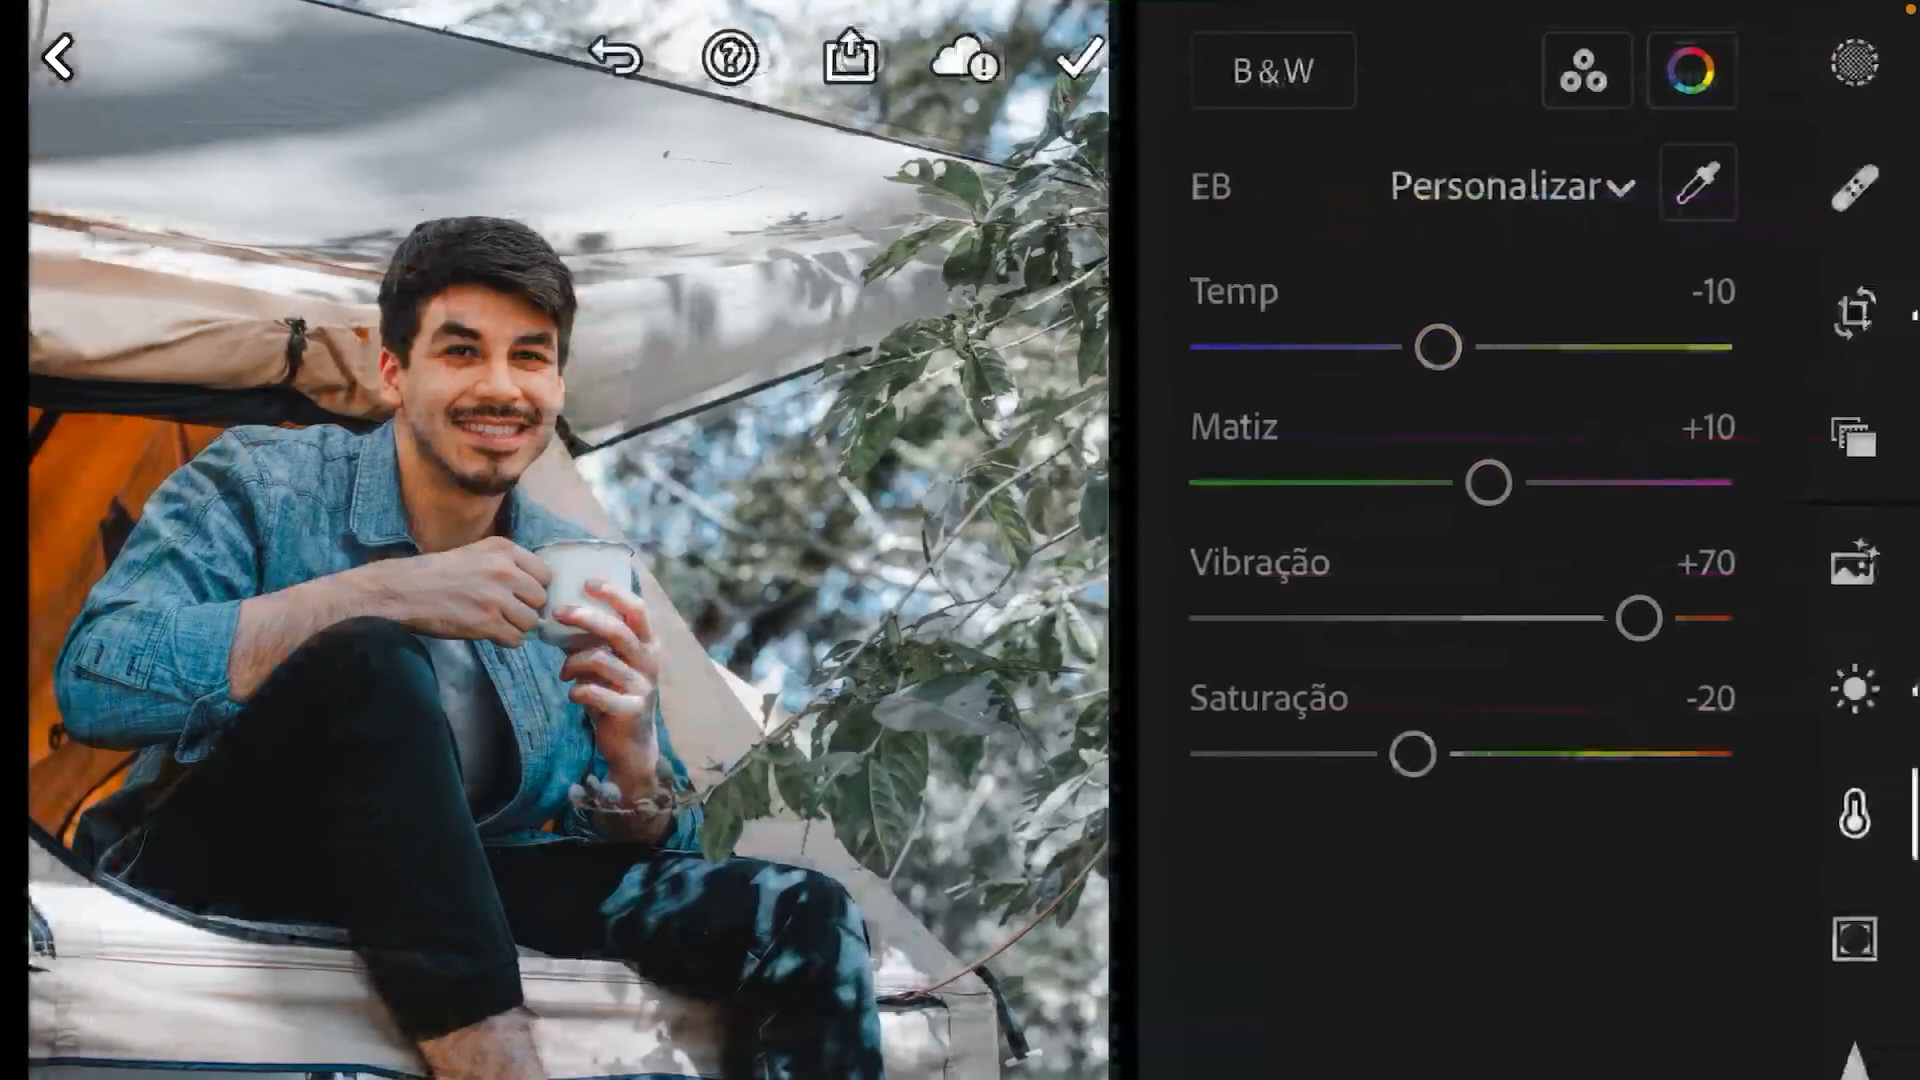 B&W
EB Personalizar
Temp -10
Matiz +10
Vibração +70
Saturação -20